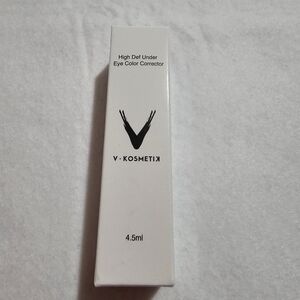 High Def Under
Eye Color Corrector
V-KOSMETIK
4.5ml